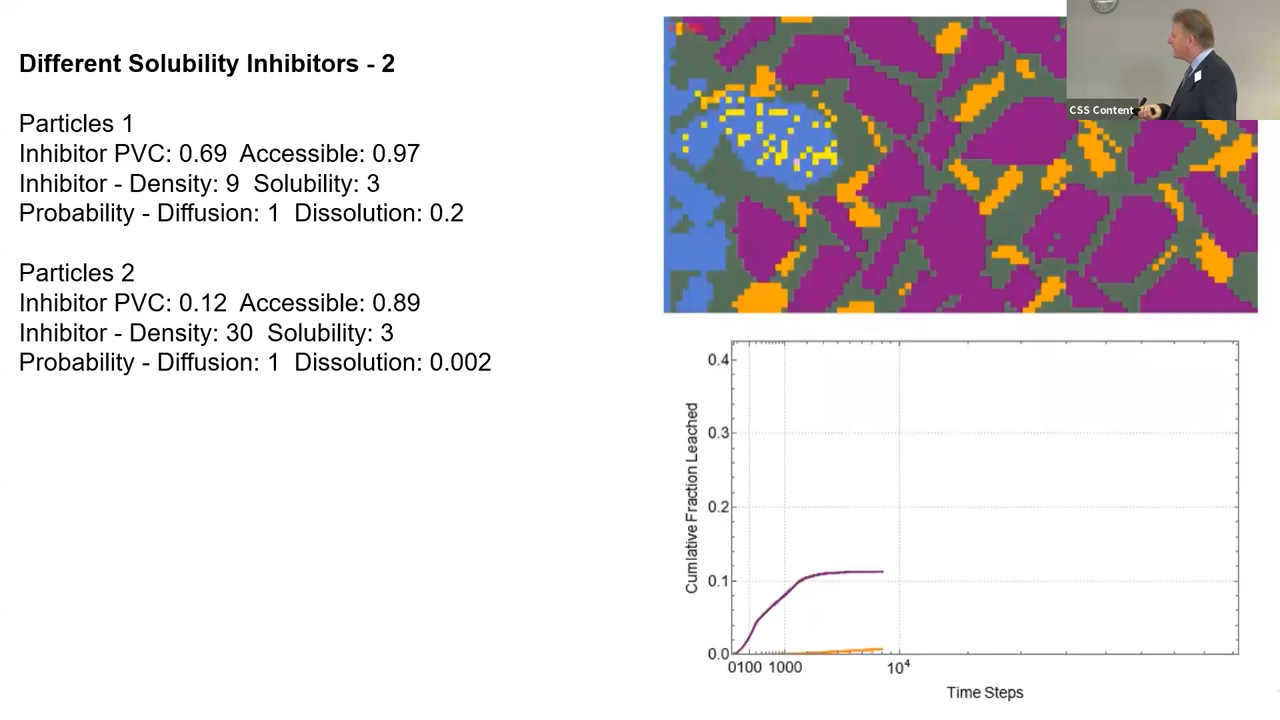 Different Solubility Inhibitors - 2
Particles 1
Inhibitor PVC: 0.69 Accessible: 0.97
Inhibitor - Density: 9 Solubility: 3
Probability - Diffusion: 1 Dissolution: 0.2
Particles 2
Inhibitor PVC: 0.12 Accessible: 0.89
Inhibitor - Density: 30 Solubility: 3
Probability - Diffusion: 1 Dissolution: 0.002
CSS Content
Cumlative Fraction Leached
0.4
0.3
0.2
0.1
0.0
0 100 1000 10⁴
Time Steps